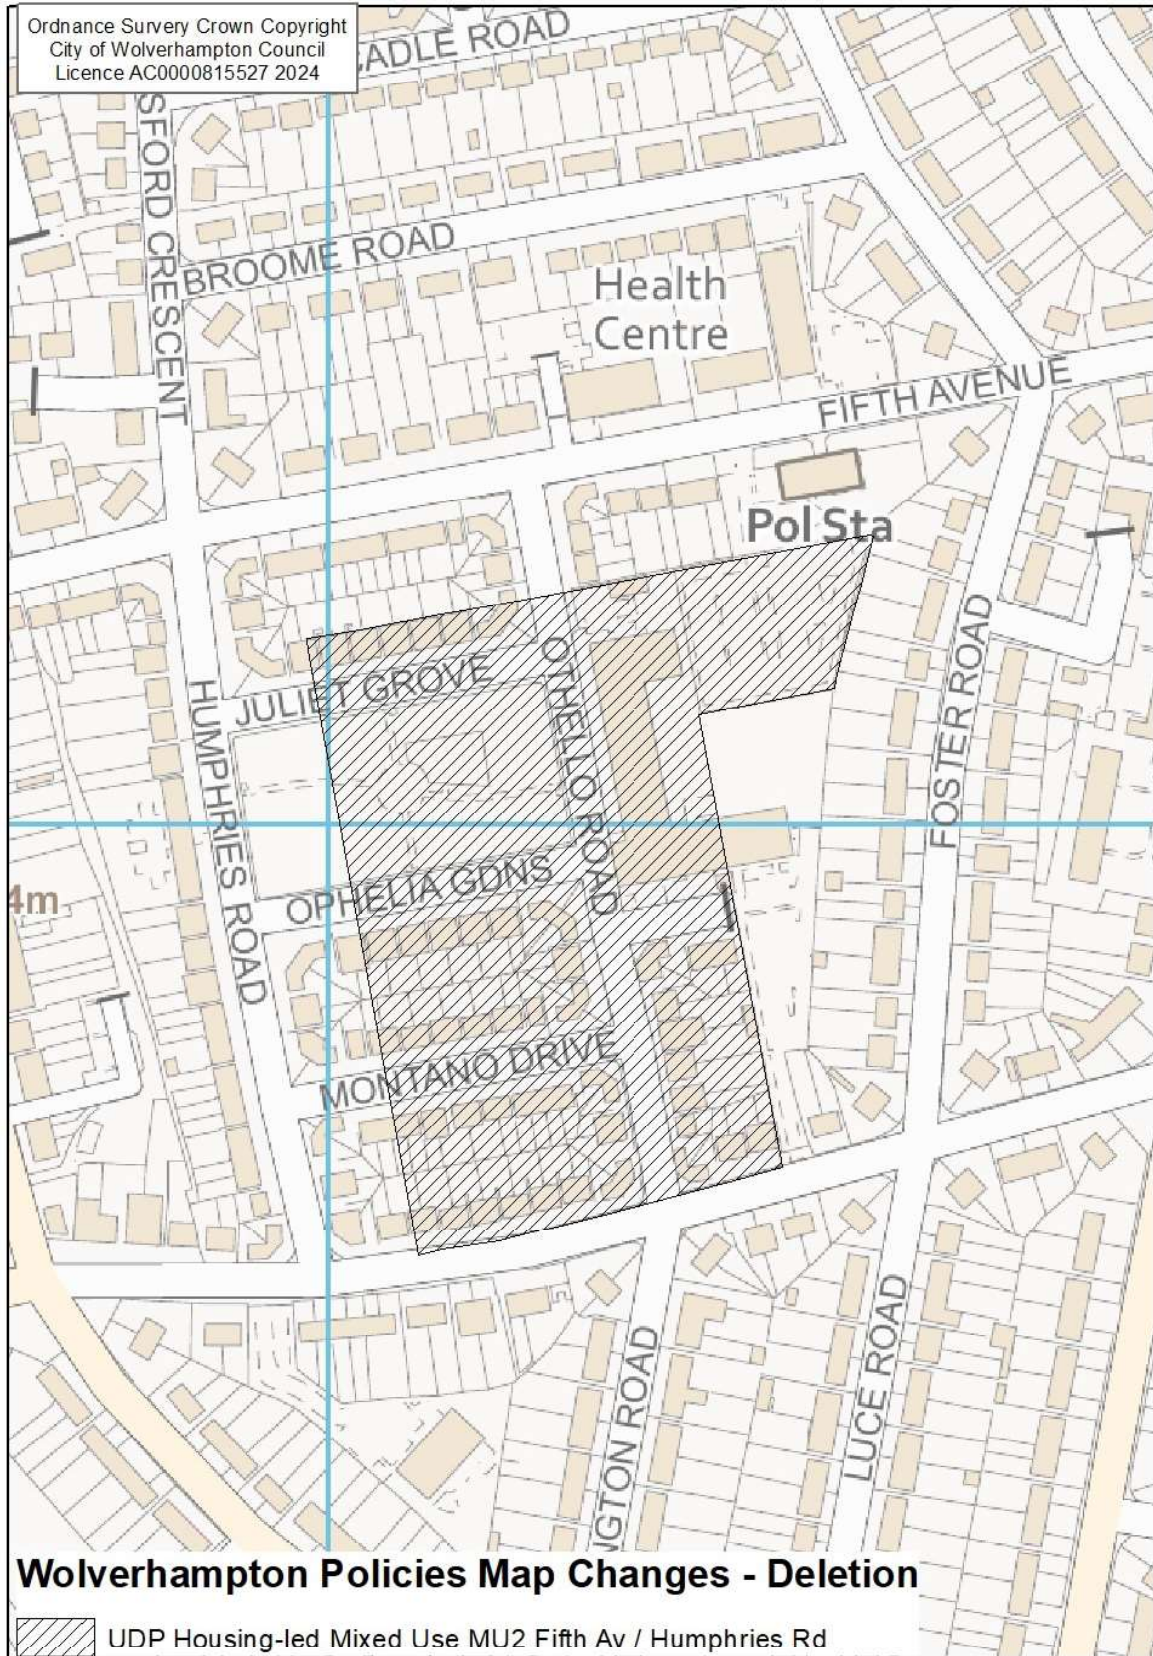 Ordnance Survery Crown Copyright
City of Wolverhampton Council
Licence AC0000815527 2024
CADLE ROAD
SFORD CRESCENT
BROOME ROAD
Health
Centre
FIFTH AVENUE
Pol Sta
JULIET GROVE
OTHELLO ROAD
HUMPHRIES ROAD
FOSTER ROAD
OPHELIA GDNS
4m
MONTANO DRIVE
NGTON ROAD
LUCE ROAD
Wolverhampton Policies Map Changes - Deletion
UDP Housing-led Mixed Use MU2 Fifth Av / Humphries Rd